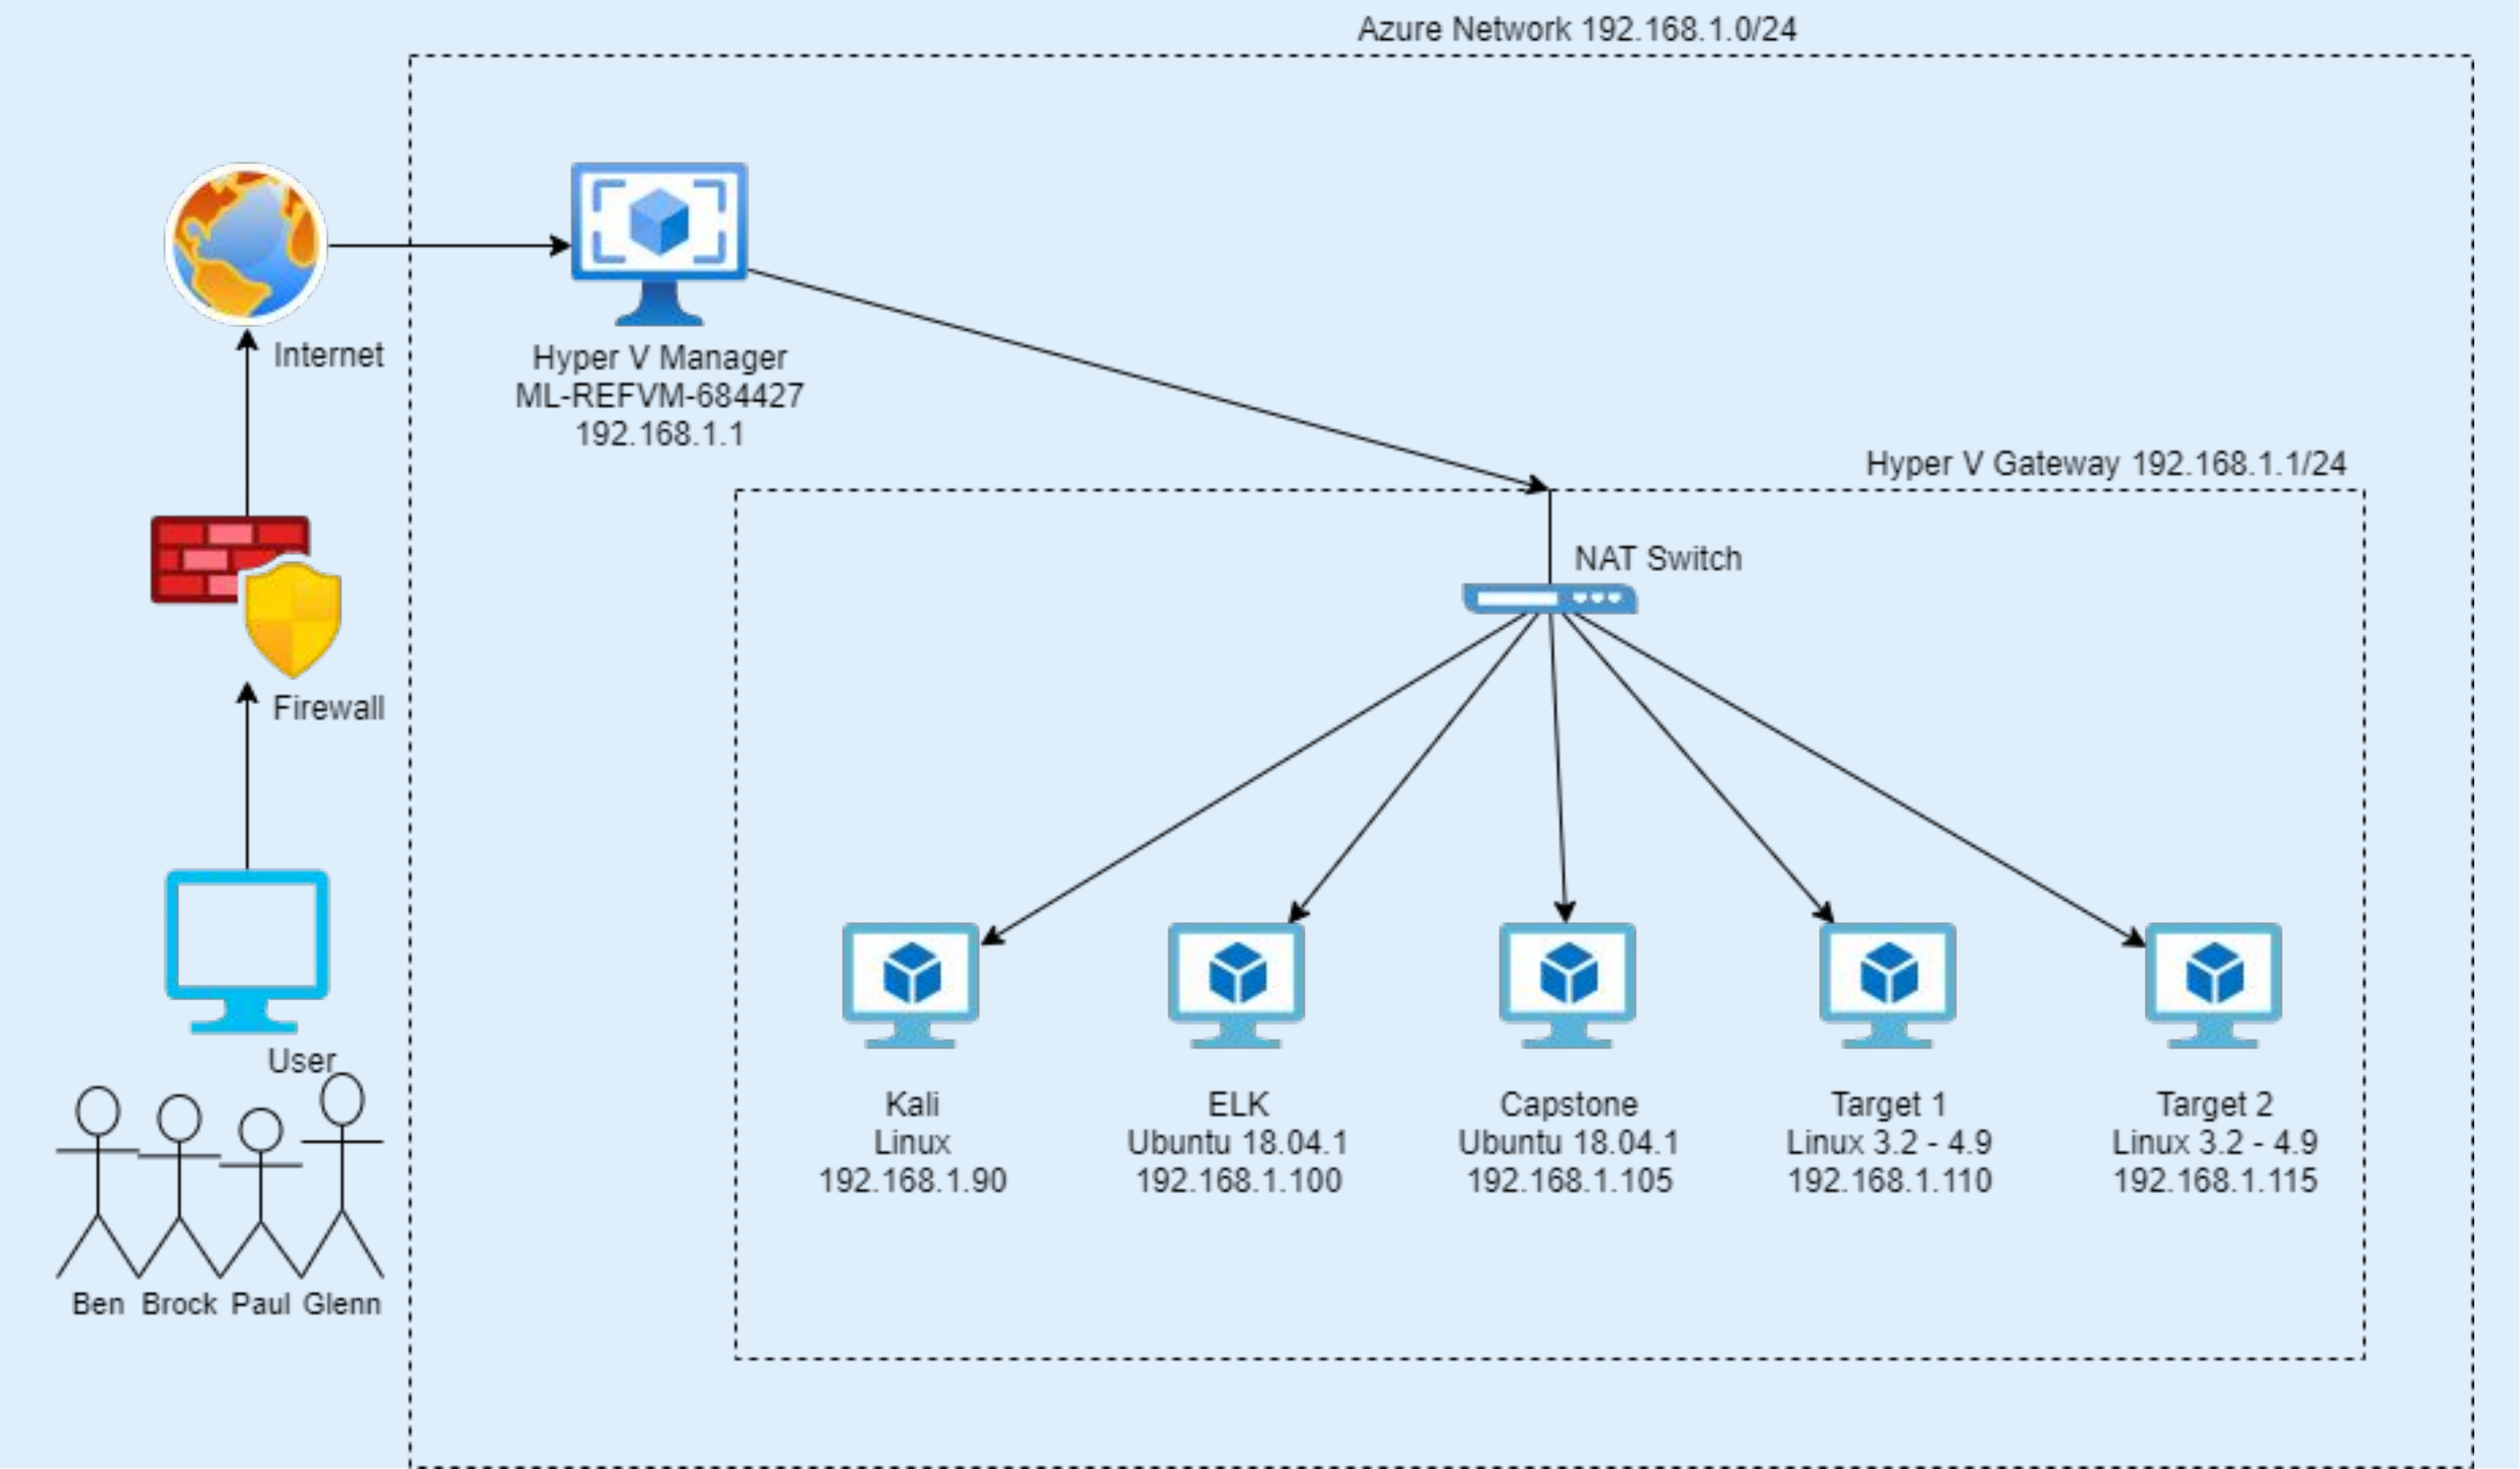 Azure Network 192.168.1.0/24
Internet
Hyper V Manager
ML-REFVM-684427
192.168.1.1
Hyper V Gateway 192.168.1.1/24
NAT Switch
Firewall
User
Ben Brock Paul Glenn
Kali
Linux
192.168.1.90
ELK
Ubuntu 18.04.1
192.168.1.100
Capstone
Ubuntu 18.04.1
192.168.1.105
Target 1
Linux 3.2 - 4.9
192.168.1.110
Target 2
Linux 3.2 - 4.9
192.168.1.115